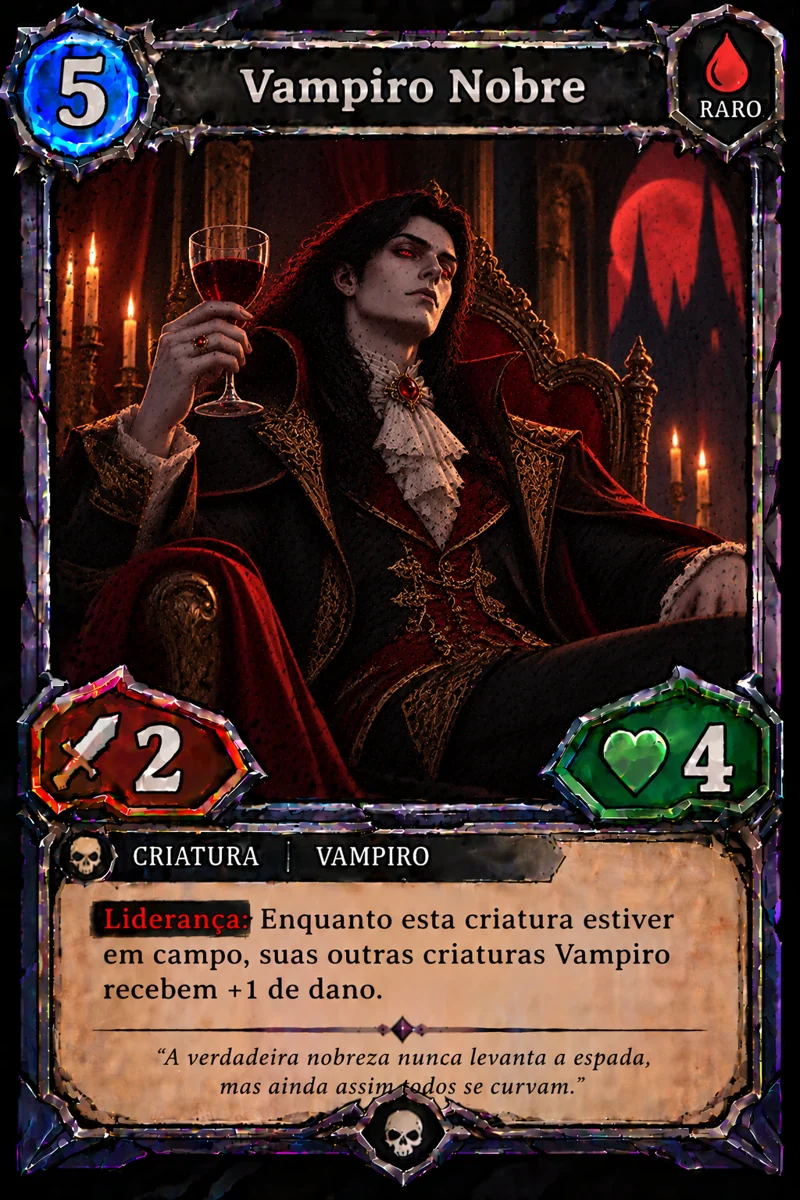 5
Vampiro Nobre
RARO
2
4
CRIATURA | VAMPIRO
Liderança: Enquanto esta criatura estiver
em campo, suas outras criaturas Vampiro
recebem +1 de dano.
“A verdadeira nobreza nunca levanta a espada,
mas ainda assim todos se curvam.”